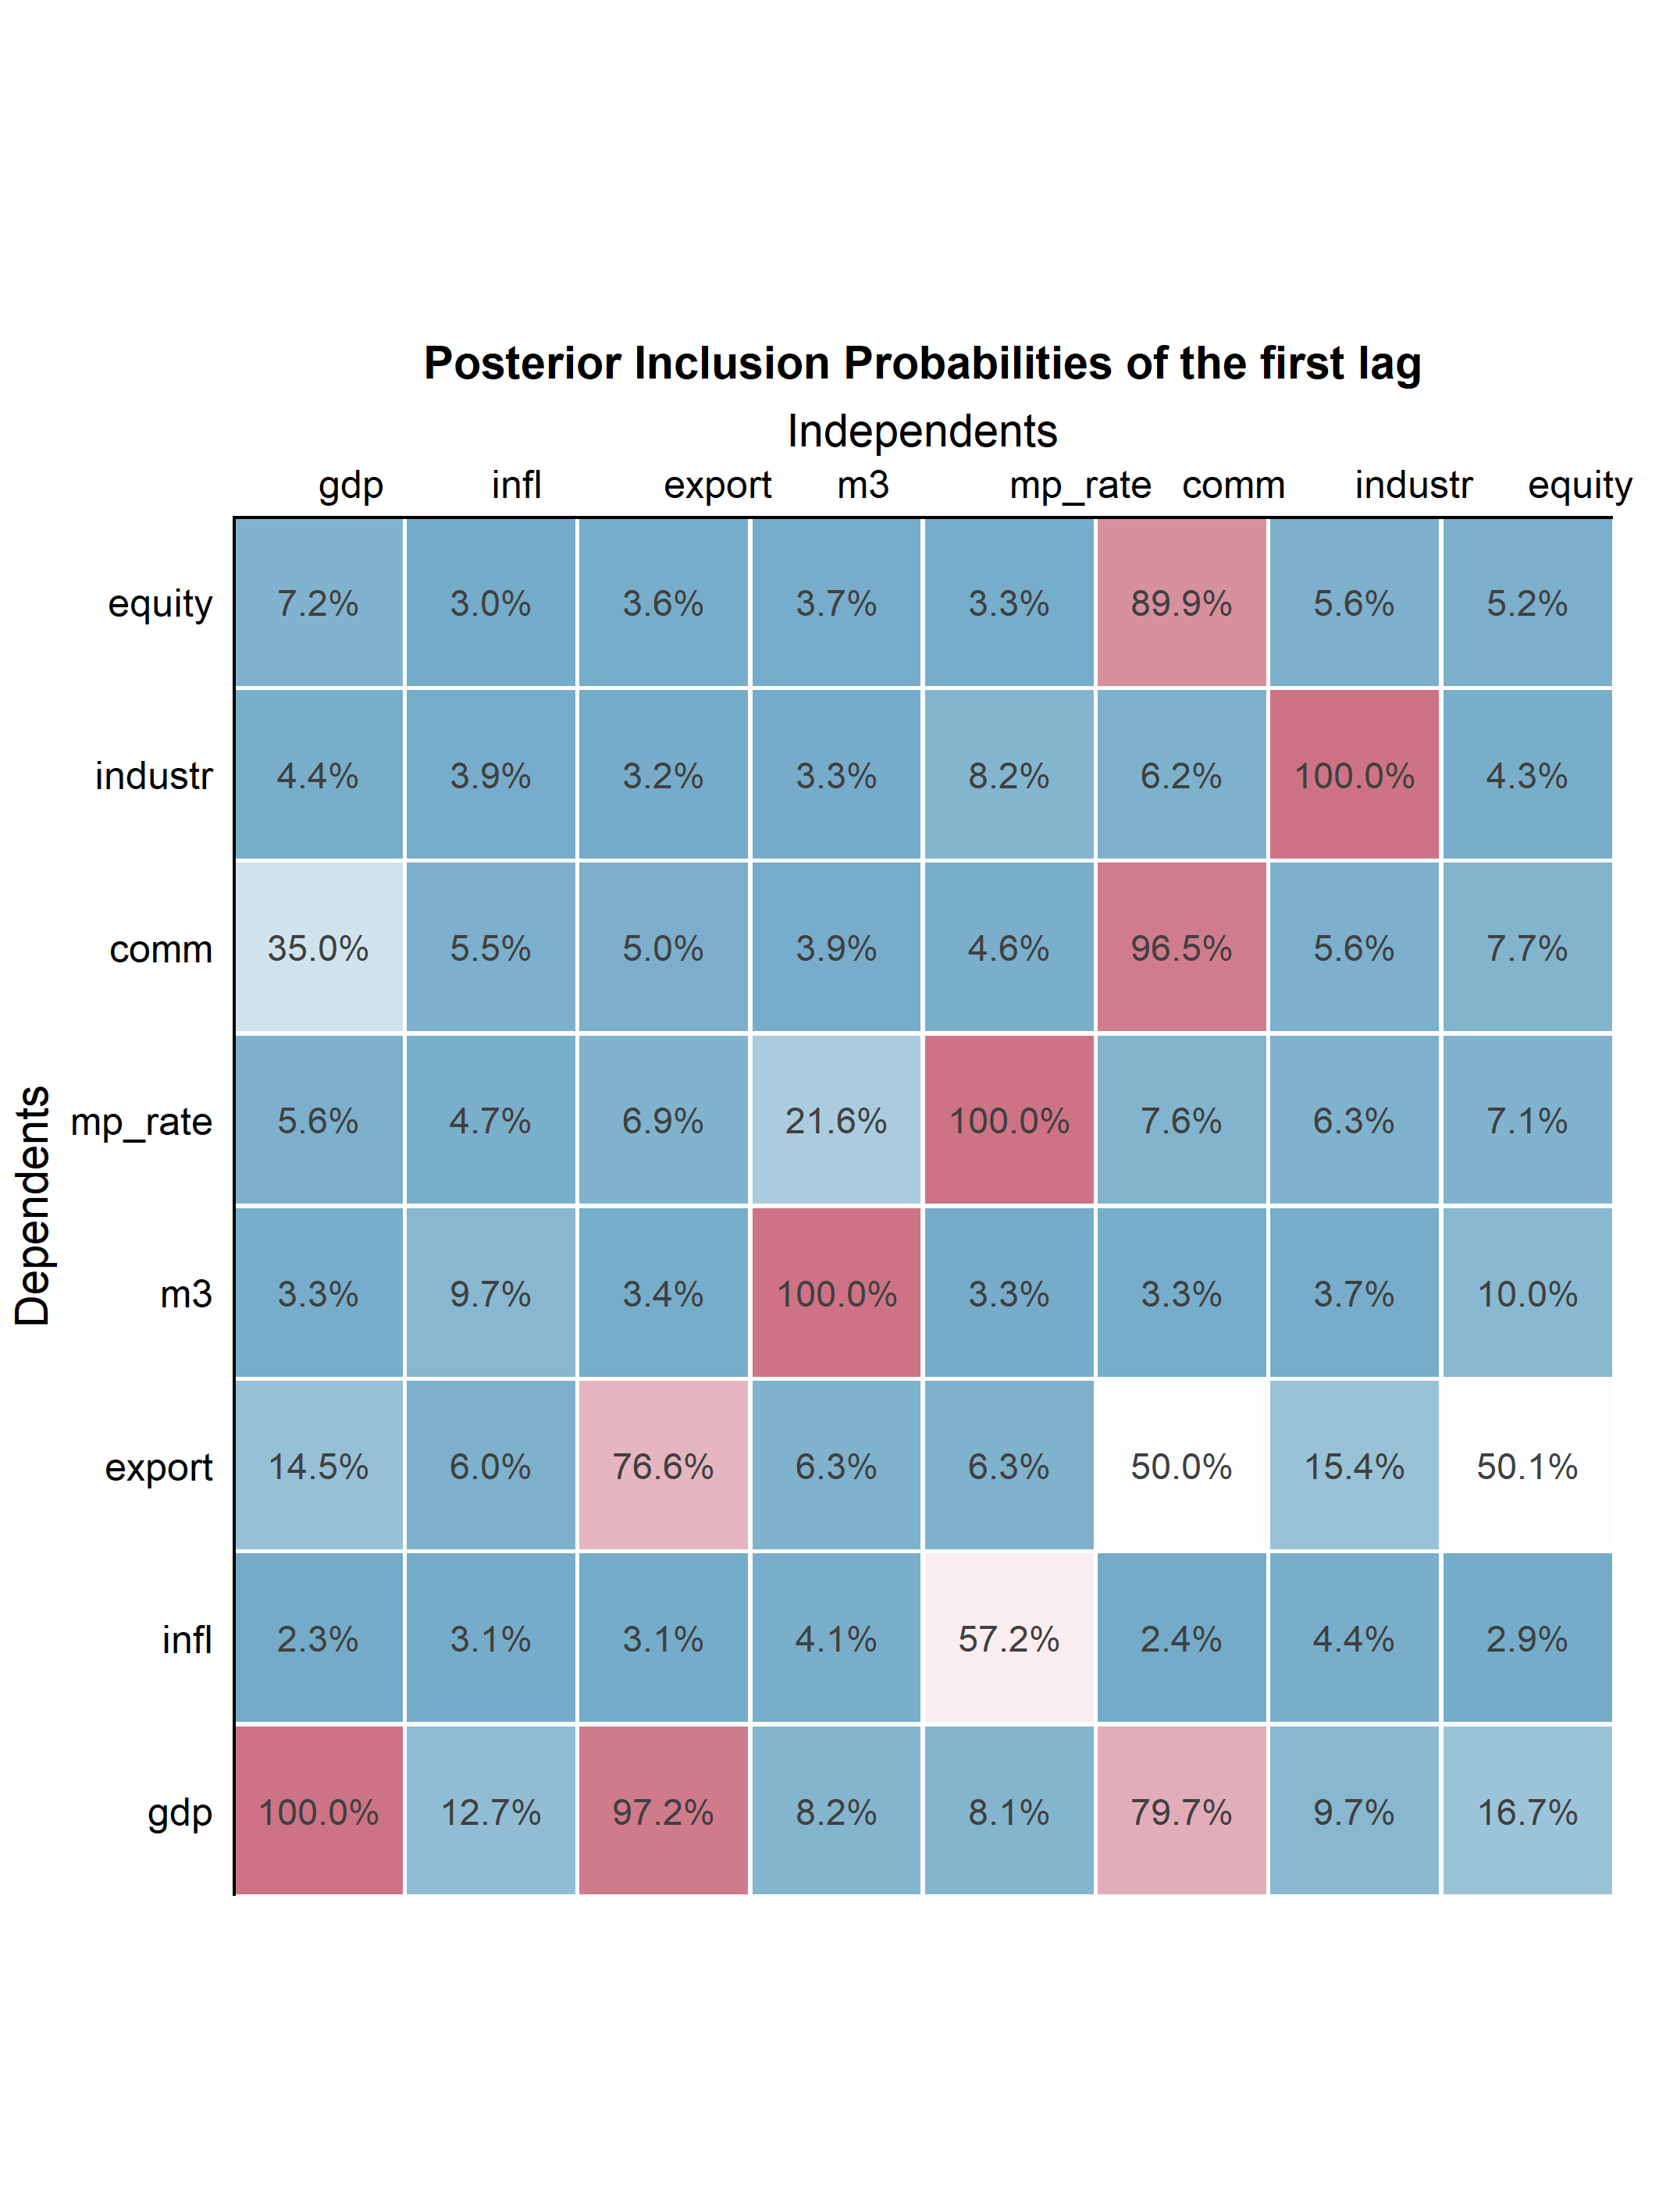 Posterior Inclusion Probabilities of the first lag
Independents
gdp infl export m3 mp_rate comm industr equity
equity 7.2% 3.0% 3.6% 3.7% 3.3% 89.9% 5.6% 5.2%
industr 4.4% 3.9% 3.2% 3.3% 8.2% 6.2% 100.0% 4.3%
comm 35.0% 5.5% 5.0% 3.9% 4.6% 96.5% 5.6% 7.7%
mp_rate 5.6% 4.7% 6.9% 21.6% 100.0% 7.6% 6.3% 7.1%
Dependents
m3 3.3% 9.7% 3.4% 100.0% 3.3% 3.3% 3.7% 10.0%
export 14.5% 6.0% 76.6% 6.3% 6.3% 50.0% 15.4% 50.1%
infl 2.3% 3.1% 3.1% 4.1% 57.2% 2.4% 4.4% 2.9%
gdp 100.0% 12.7% 97.2% 8.2% 8.1% 79.7% 9.7% 16.7%